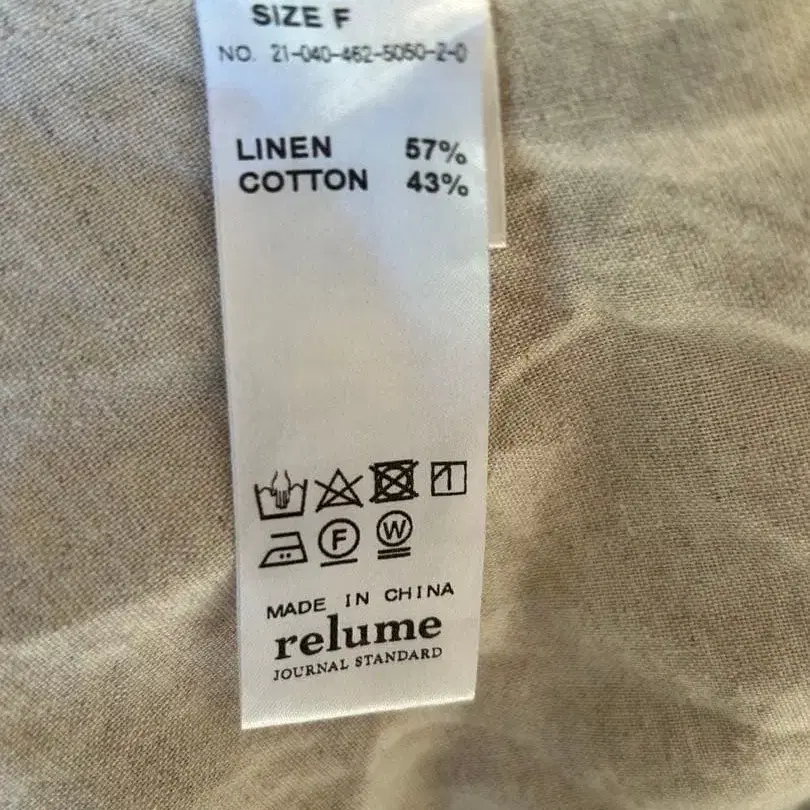 SIZE F
NO. 21-040-462-5050-2-0
LINEN 57%
COTTON 43%
F W
MADE IN CHINA
relume
JOURNAL STANDARD